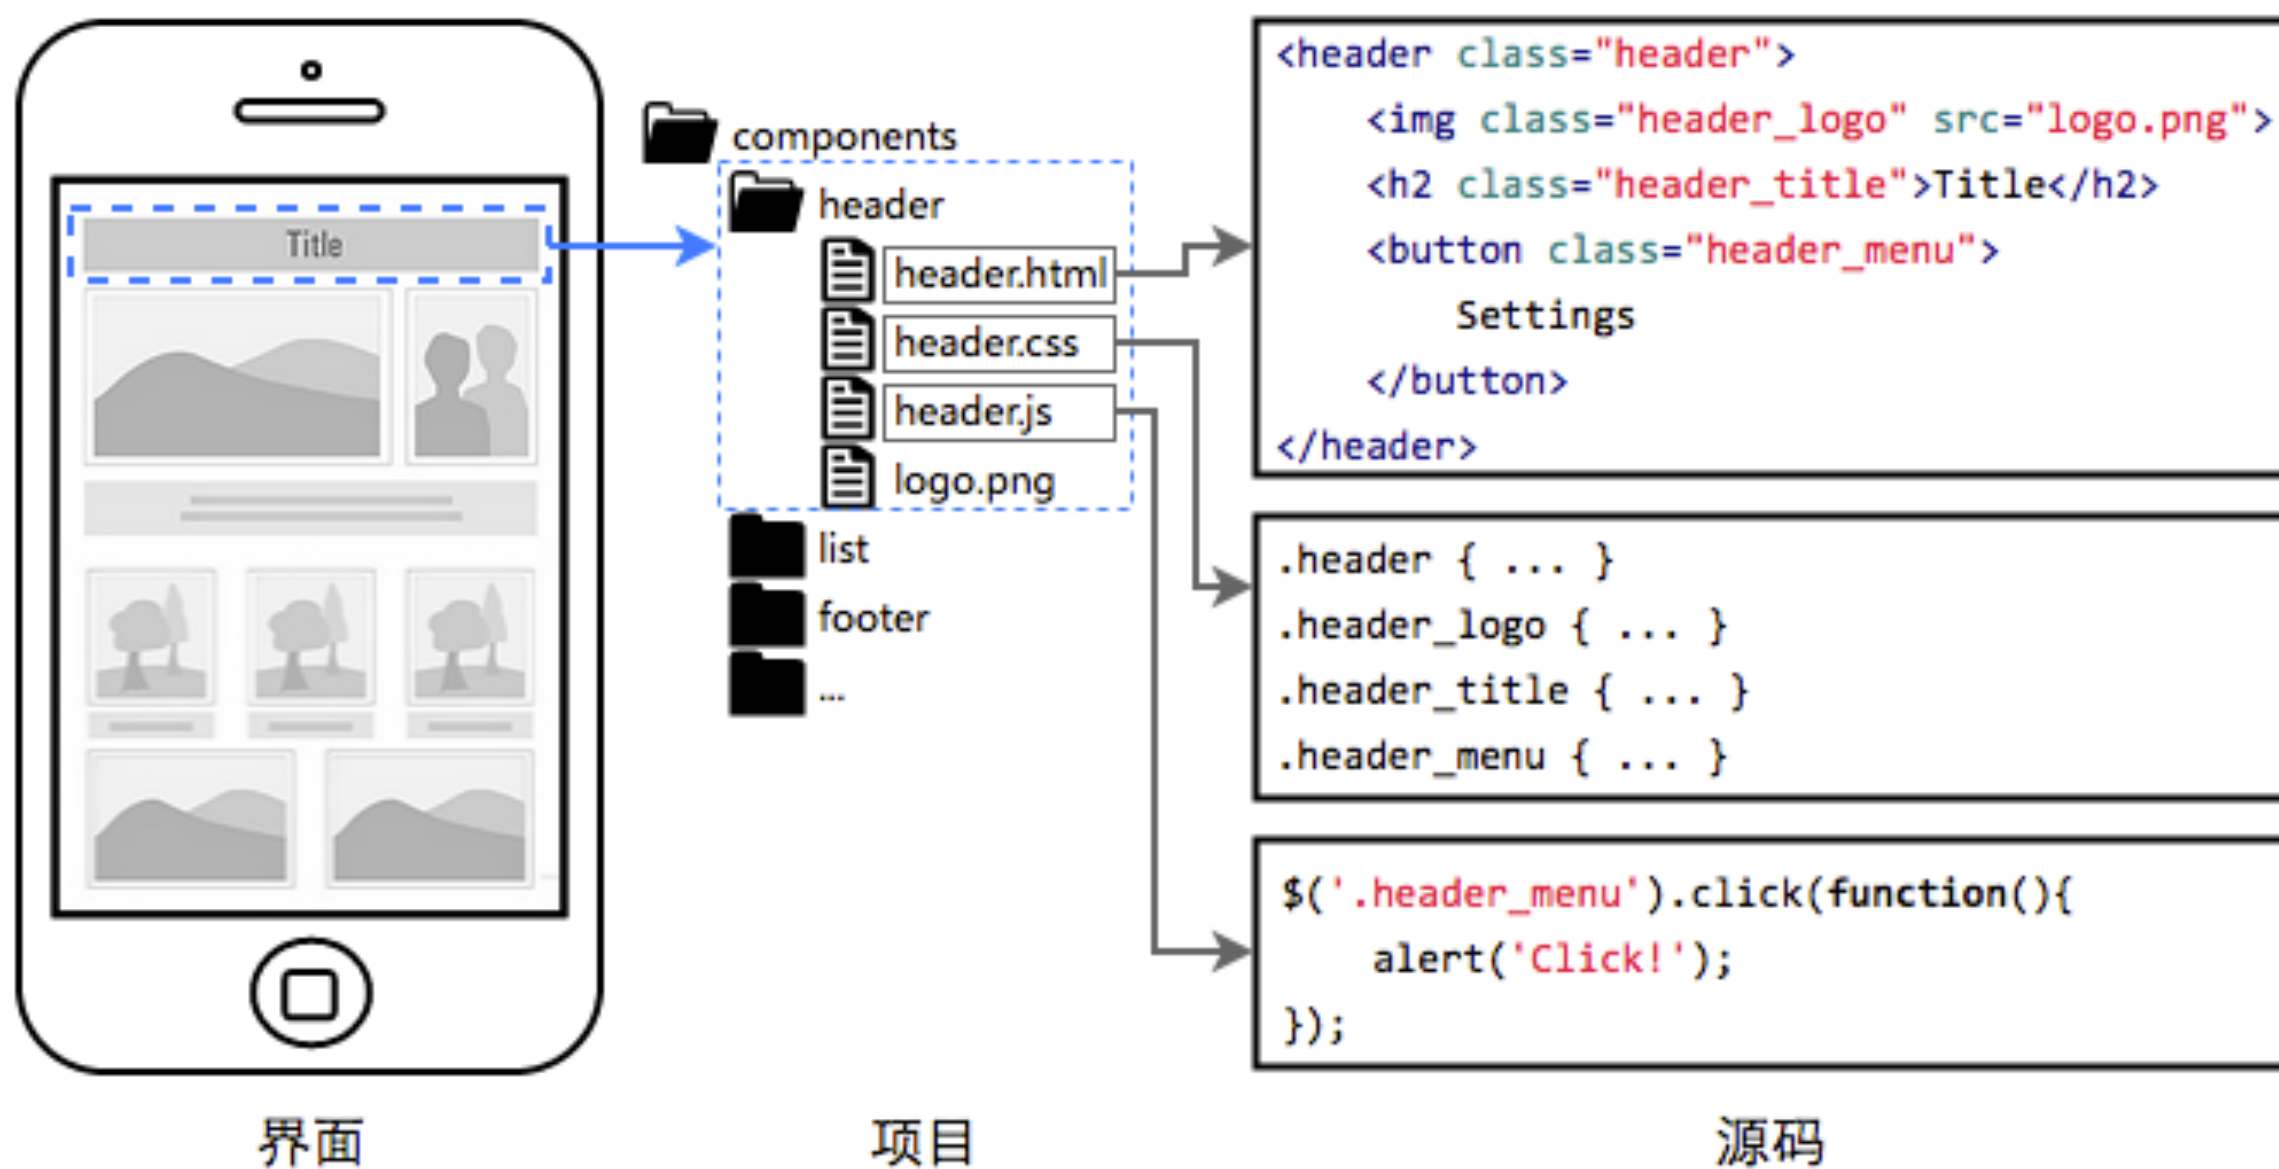 Title
界面
components
header
header.html
header.css
header.js
logo.png
list
footer
...
项目
<header class="header">
    <img class="header_logo" src="logo.png">
    <h2 class="header_title">Title</h2>
    <button class="header_menu">
        Settings
    </button>
</header>
.header { ... }
.header_logo { ... }
.header_title { ... }
.header_menu { ... }
$('.header_menu').click(function(){
    alert('Click!');
});
源码